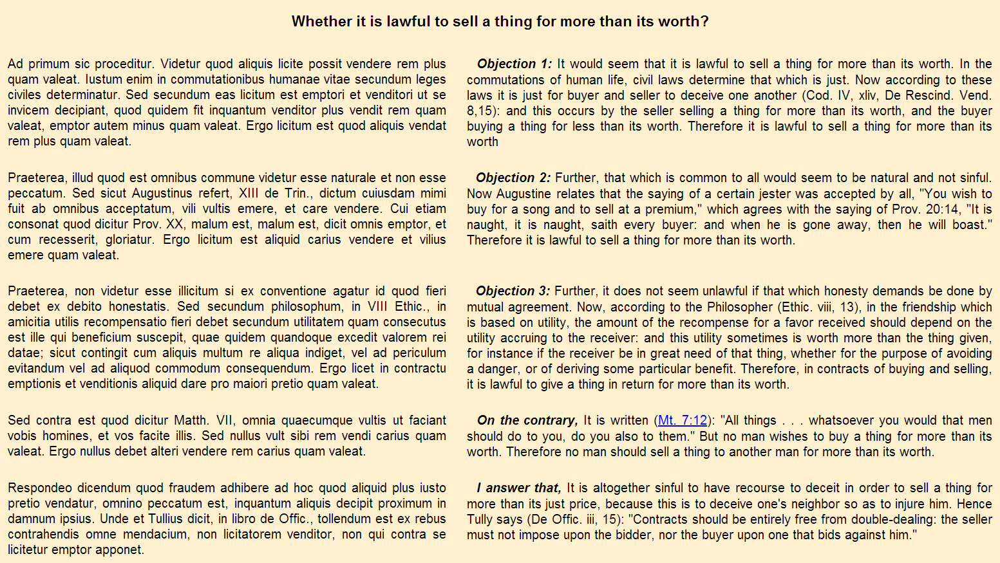 Whether it is lawful to sell a thing for more than its worth?
Ad primum sic proceditur. Videtur quod aliquis licite possit vendere rem plus
quam valeat. Iustum enim in commutationibus humanae vitae secundum leges
civiles determinatur. Sed secundum eas licitum est emptori et venditori ut se
invicem decipiant, quod quidem fit inquantum venditor plus vendit rem quam
valeat, emptor autem minus quam valeat. Ergo licitum est quod aliquis vendat
rem plus quam valeat.
Objection 1: It would seem that it is lawful to sell a thing for more than its worth. In the
commutations of human life, civil laws determine that which is just. Now according to these
laws it is just for buyer and seller to deceive one another (Cod. IV, xliv, De Rescind. Vend.
8,15): and this occurs by the seller selling a thing for more than its worth, and the buyer
buying a thing for less than its worth. Therefore it is lawful to sell a thing for more than its
worth
Praeterea, illud quod est omnibus commune videtur esse naturale et non esse
peccatum. Sed sicut Augustinus refert, XIII de Trin., dictum cuiusdam mimi
fuit ab omnibus acceptatum, vili vultis emere, et care vendere. Cui etiam
consonat quod dicitur Prov. XX, malum est, malum est, dicit omnis emptor, et
cum recesserit, gloriatur. Ergo licitum est aliquid carius vendere et vilius
emere quam valeat.
Objection 2: Further, that which is common to all would seem to be natural and not sinful.
Now Augustine relates that the saying of a certain jester was accepted by all, "You wish to
buy for a song and to sell at a premium," which agrees with the saying of Prov. 20:14, "It is
naught, it is naught, saith every buyer: and when he is gone away, then he will boast."
Therefore it is lawful to sell a thing for more than its worth.
Praeterea, non videtur esse illicitum si ex conventione agatur id quod fieri
debet ex debito honestatis. Sed secundum philosophum, in VIII Ethic., in
amicitia utilis recompensatio fieri debet secundum utilitatem quam consecutus
est ille qui beneficium suscepit, quae quidem quandoque excedit valorem rei
datae; sicut contingit cum aliquis multum re aliqua indiget, vel ad periculum
evitandum vel ad aliquod commodum consequendum. Ergo licet in contractu
emptionis et venditionis aliquid dare pro maiori pretio quam valeat.
Objection 3: Further, it does not seem unlawful if that which honesty demands be done by
mutual agreement. Now, according to the Philosopher (Ethic. viii, 13), in the friendship which
is based on utility, the amount of the recompense for a favor received should depend on the
utility accruing to the receiver: and this utility sometimes is worth more than the thing given,
for instance if the receiver be in great need of that thing, whether for the purpose of avoiding
a danger, or of deriving some particular benefit. Therefore, in contracts of buying and selling,
it is lawful to give a thing in return for more than its worth.
Sed contra est quod dicitur Matth. VII, omnia quaecumque vultis ut faciant
vobis homines, et vos facite illis. Sed nullus vult sibi rem vendi carius quam
valeat. Ergo nullus debet alteri vendere rem carius quam valeat.
On the contrary, It is written (Mt. 7:12): "All things . . . whatsoever you would that men
should do to you, do you also to them." But no man wishes to buy a thing for more than its
worth. Therefore no man should sell a thing to another man for more than its worth.
Respondeo dicendum quod fraudem adhibere ad hoc quod aliquid plus iusto
pretio vendatur, omnino peccatum est, inquantum aliquis decipit proximum in
damnum ipsius. Unde et Tullius dicit, in libro de Offic., tollendum est ex rebus
contrahendis omne mendacium, non licitatorem venditor, non qui contra se
licitetur emptor apponet.
I answer that, It is altogether sinful to have recourse to deceit in order to sell a thing for
more than its just price, because this is to deceive one's neighbor so as to injure him. Hence
Tully says (De Offic. iii, 15): "Contracts should be entirely free from double-dealing: the seller
must not impose upon the bidder, nor the buyer upon one that bids against him."